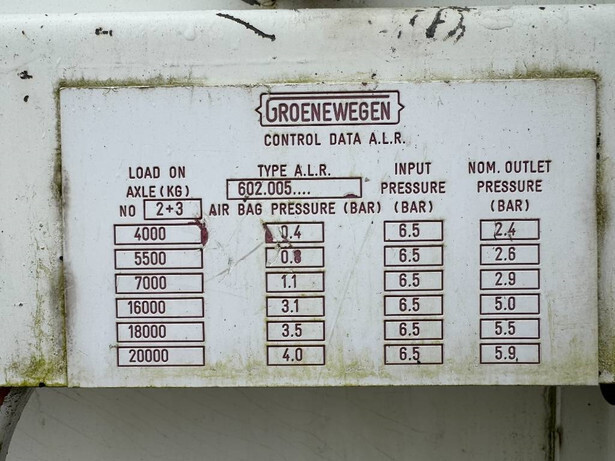 GROENEWEGEN
CONTROL DATA A.L.R.
LOAD ON AXLE (KG) NO 2+3
TYPE A.L.R. 602.005....
AIR BAG PRESSURE (BAR)
INPUT PRESSURE (BAR)
NOM. OUTLET PRESSURE (BAR)
4000 0.4 6.5 2.4
5500 0.8 6.5 2.6
7000 1.1 6.5 2.9
16000 3.1 6.5 5.0
18000 3.5 6.5 5.5
20000 4.0 6.5 5.9